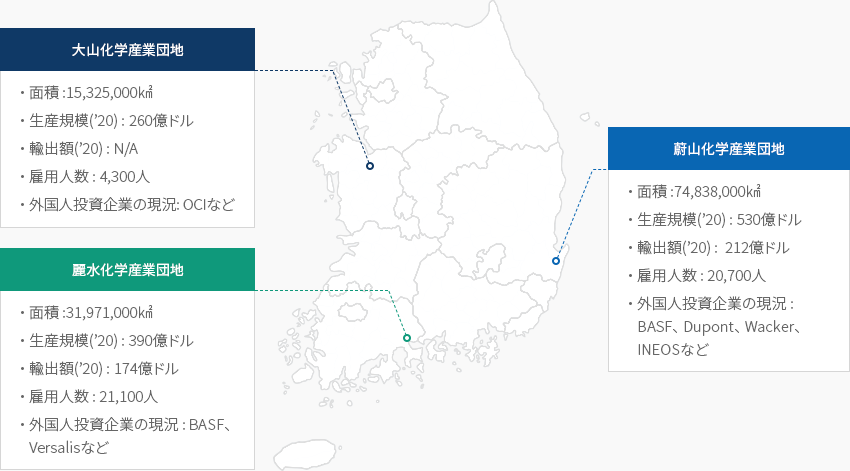 大山化学産業団地
・面積 :15,325,000㎢
・生産規模(’20) : 260億ドル
・輸出額(’20) : N/A
・雇用人数 : 4,300人
・外国人投資企業の現況: OCIなど
麗水化学産業団地
・面積 :31,971,000㎢
・生産規模(’20) : 390億ドル
・輸出額(’20) : 174億ドル
・雇用人数 : 21,100人
・外国人投資企業の現況 : BASF、
Versalisなど
蔚山化学産業団地
・面積 :74,838,000㎢
・生産規模(’20) : 530億ドル
・輸出額(’20) : 212億ドル
・雇用人数 : 20,700人
・外国人投資企業の現況 :
BASF、Dupont、Wacker、
INEOSなど